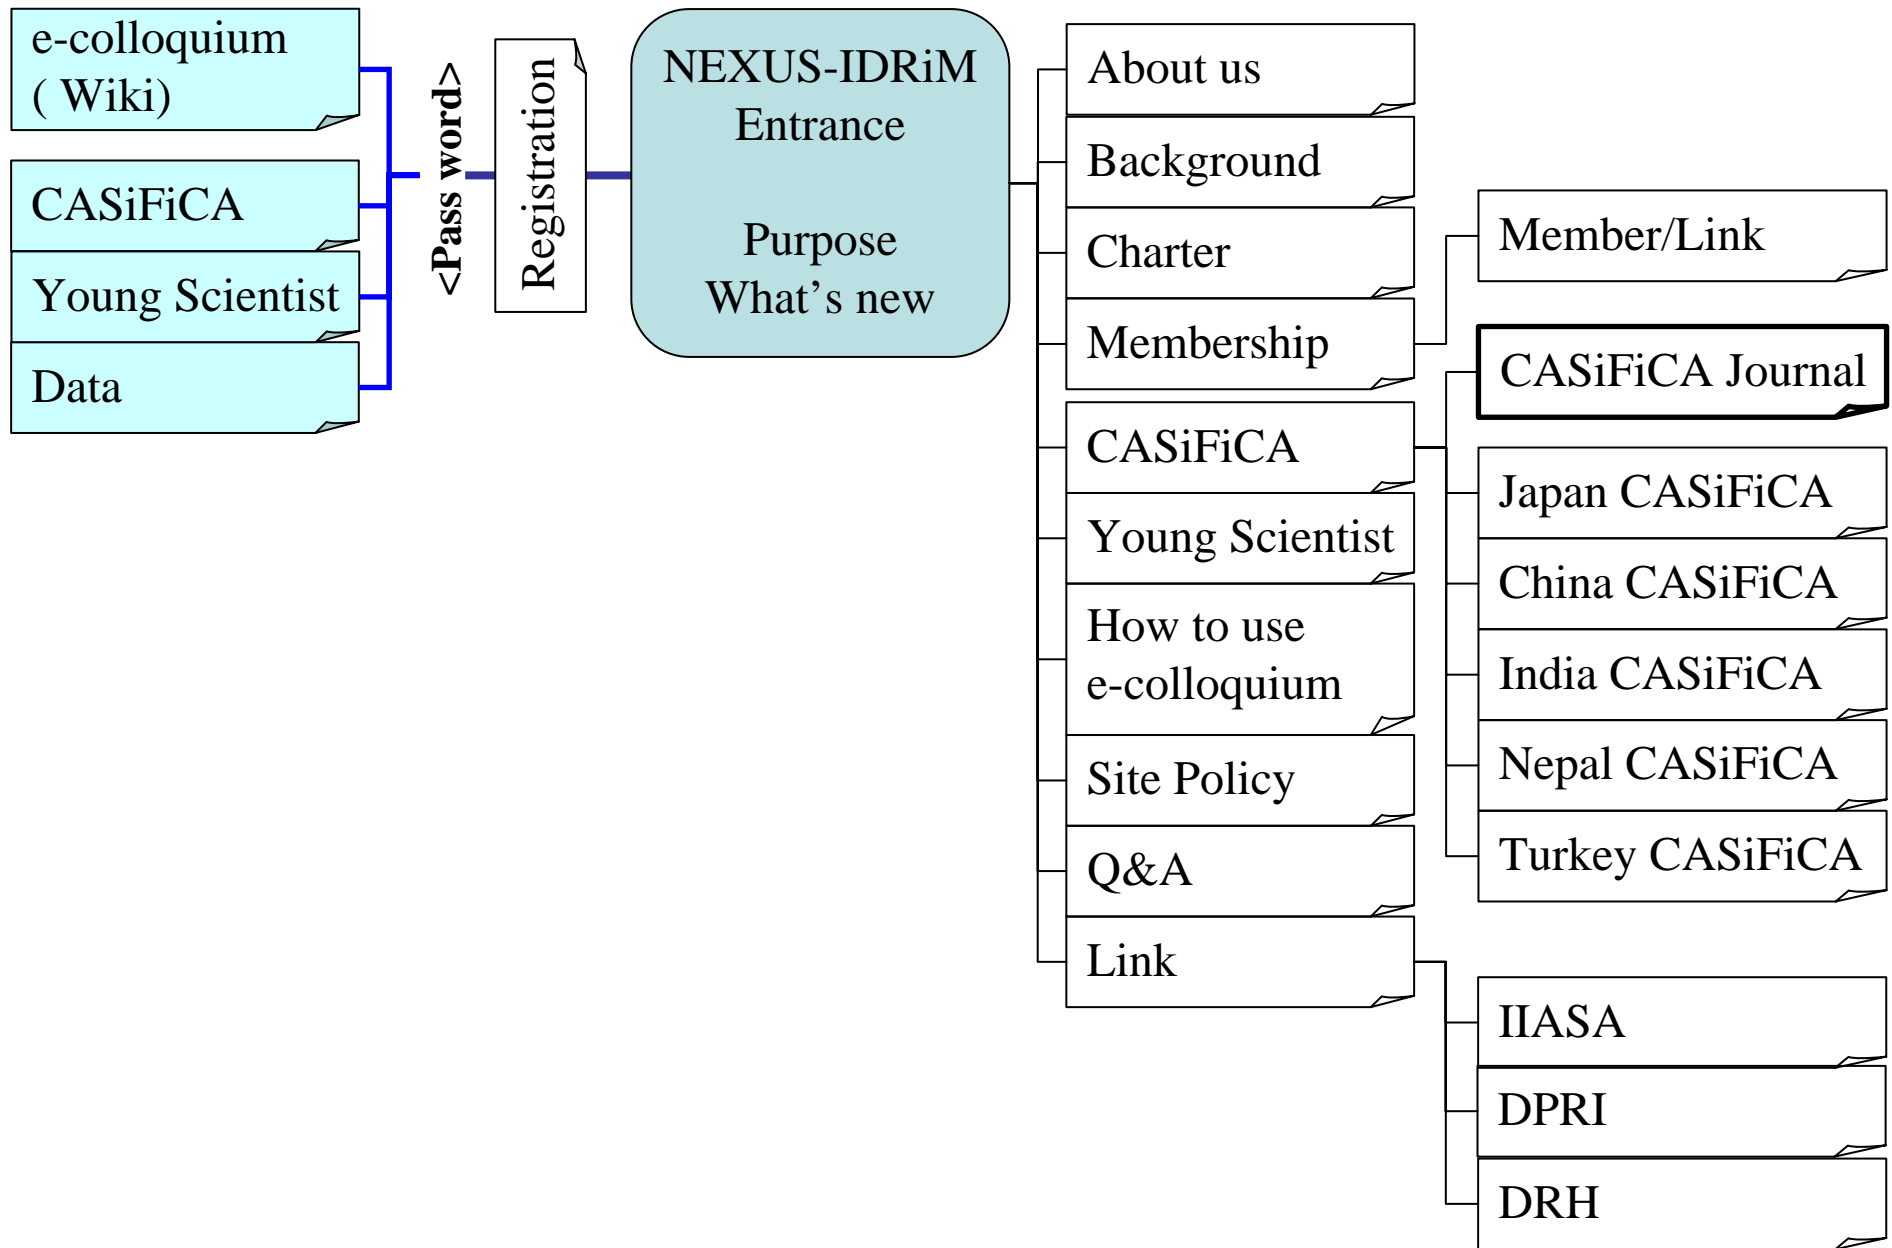 e-colloquium
( Wiki)
CASiFiCA
Young Scientist
Data
<Pass word>
Registration
NEXUS-IDRiM
Entrance
Purpose
What’s new
About us
Background
Charter
Membership
CASiFiCA
Young Scientist
How to use
e-colloquium
Site Policy
Q&A
Link
Member/Link
CASiFiCA Journal
Japan CASiFiCA
China CASiFiCA
India CASiFiCA
Nepal CASiFiCA
Turkey CASiFiCA
IIASA
DPRI
DRH